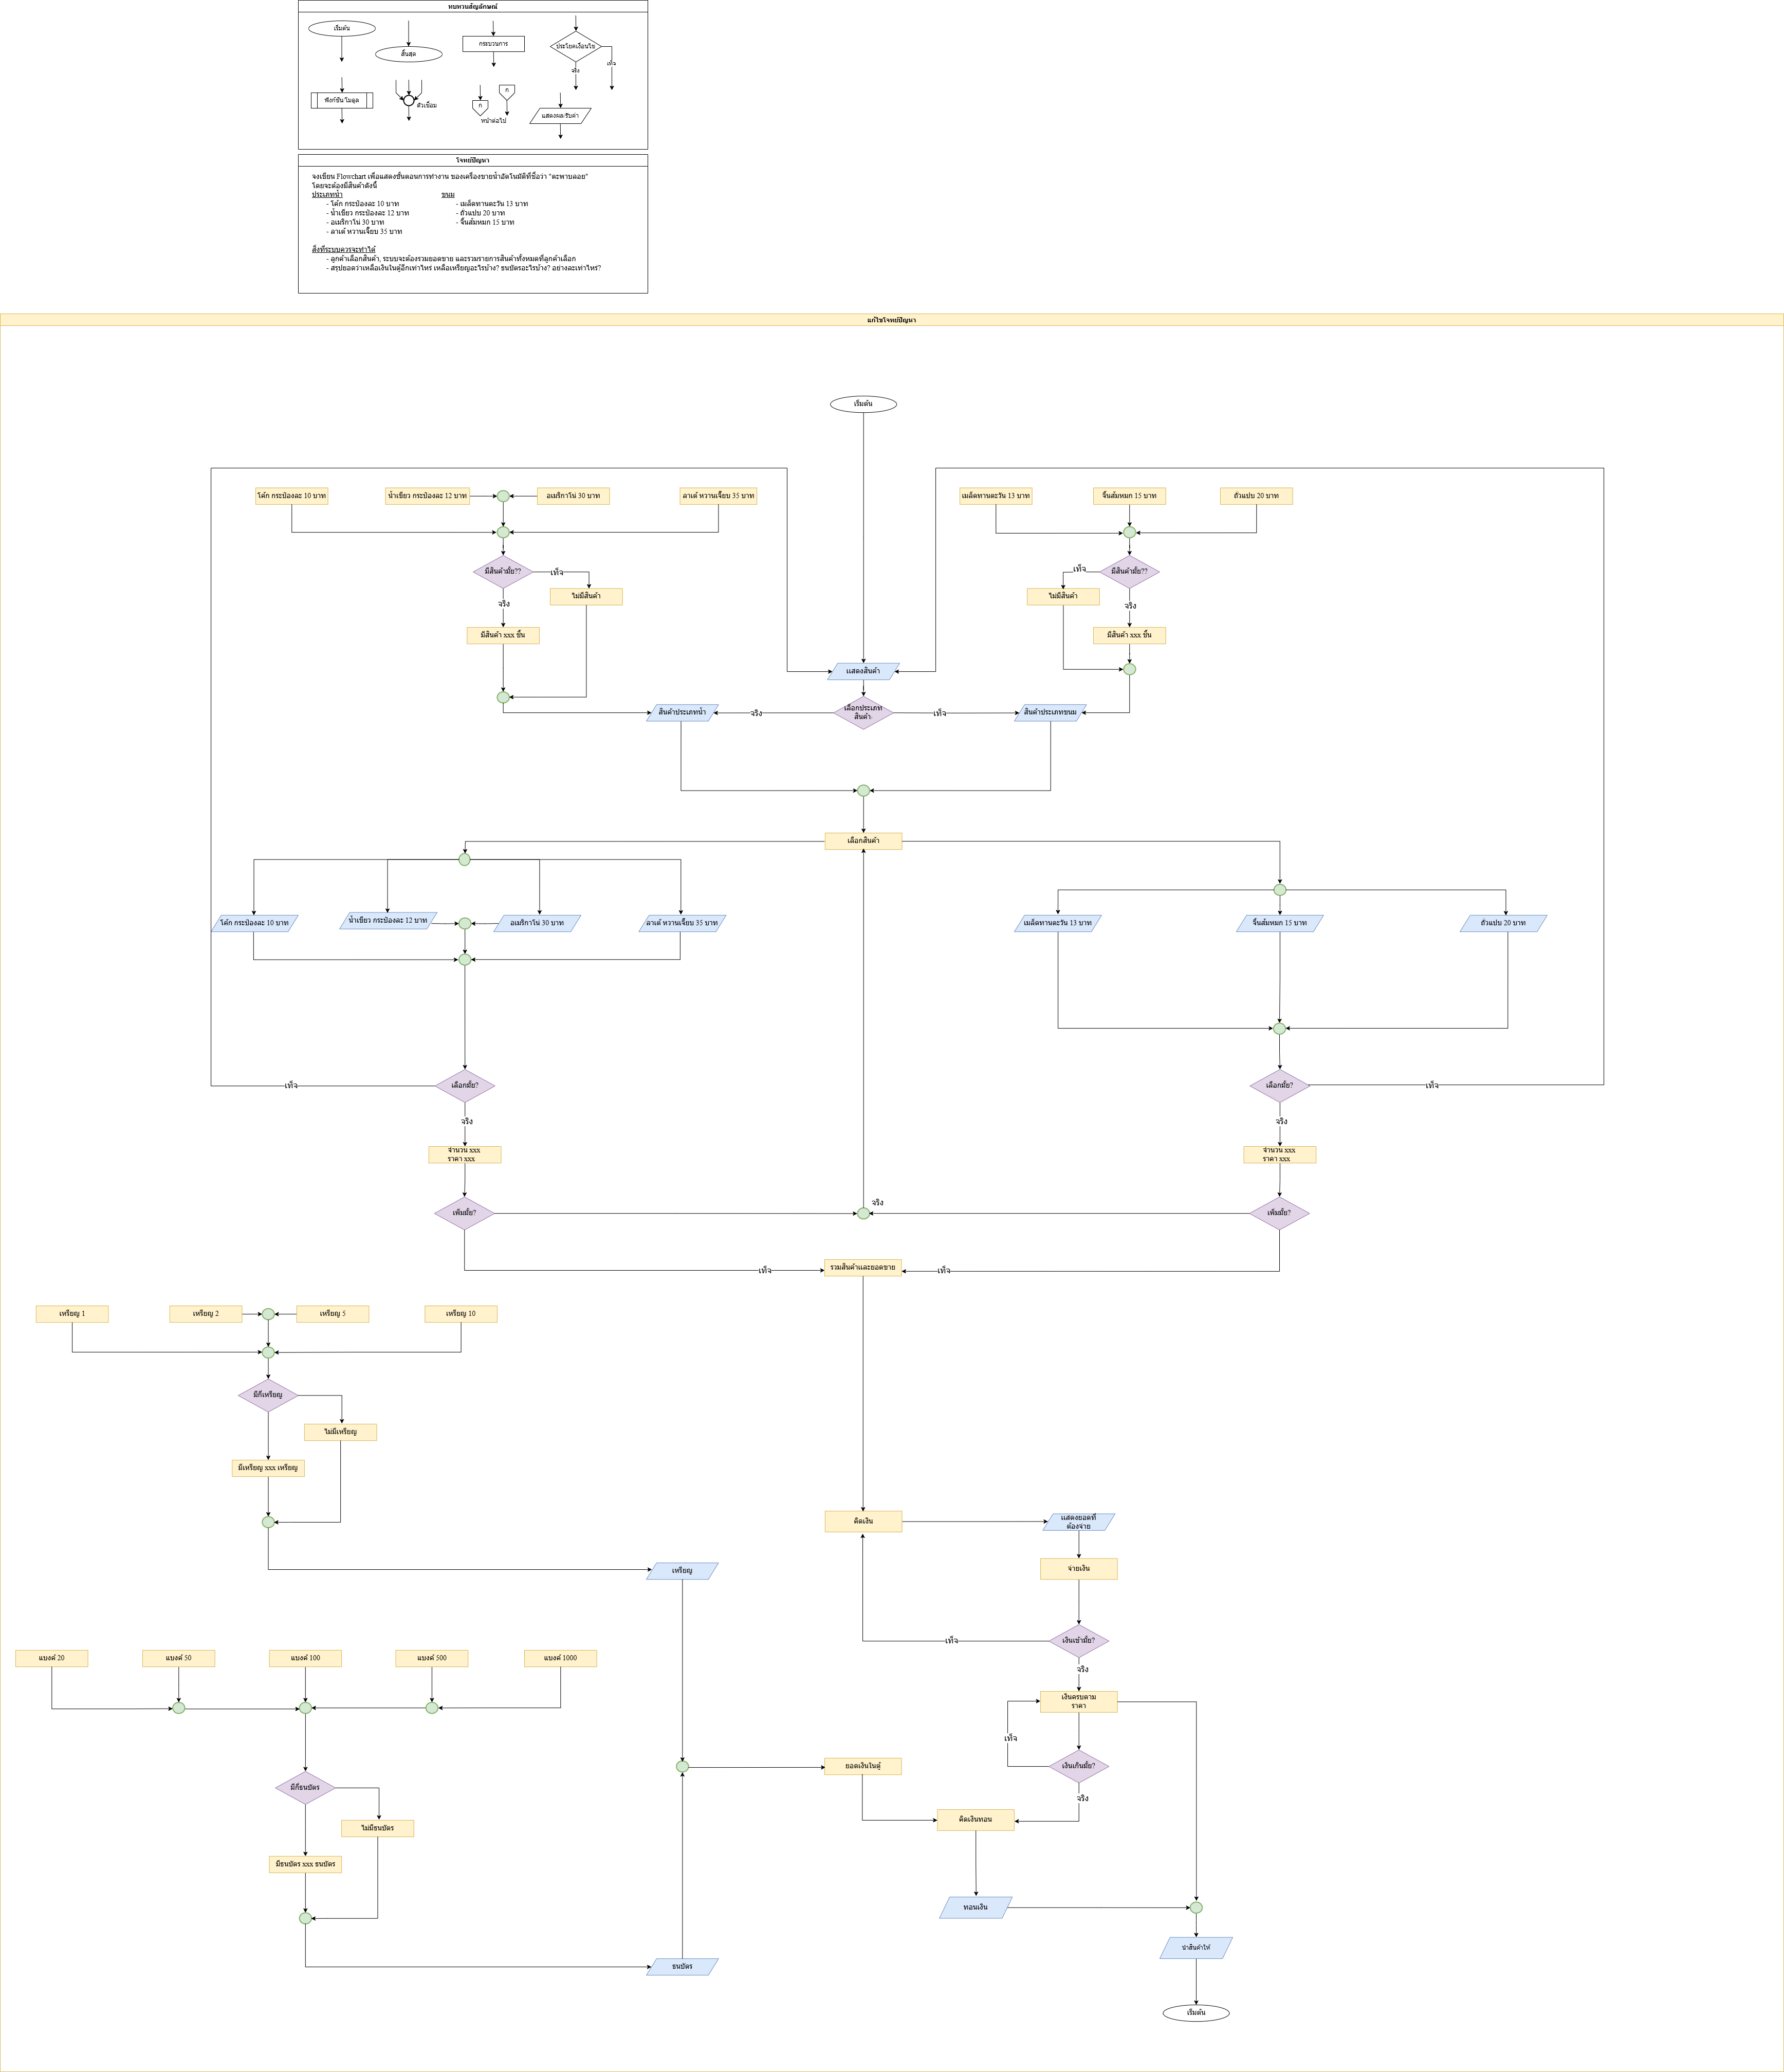 ทบทวนสัญลักษณ์
เริ่มต้น
สิ้นสุด
กระบวนการ
ประโยคเงื่อนไข
จริง
เท็จ
ฟังก์ชัน/โมดูล
ตัวเชื่อม
ก
ก
หน้าต่อไป
แสดงผล/รับค่า
โจทย์ปัญหา
จงเขียน Flowchart เพื่อแสดงขั้นตอนการทำงาน ของเครื่องขายน้ำอัตโนมัติที่ชื่อว่า "ตะพาบลอย"
โดยจะต้องมีสินค้าดังนี้
ประเภทน้ำ ขนม
- โค้ก กระป๋องละ 10 บาท - เมล็ดทานตะวัน 13 บาท
- น้ำเขียว กระป๋องละ 12 บาท - ถั่วแปบ 20 บาท
- อเมริกาโน่ 30 บาท - จิ้นส้มหมก 15 บาท
- ลาเต้ หวานเจี๊ยบ 35 บาท
สิ่งที่ระบบควรจะทำได้
- ลูกค้าเลือกสินค้า, ระบบจะต้องรวมยอดขาย และรวมรายการสินค้าทั้งหมดที่ลูกค้าเลือก
- สรุปยอดว่าเหลือเงินในตู้อีกเท่าไหร่ เหลือเหรียญอะไรบ้าง? ธนบัตรอะไรบ้าง? อย่างละเท่าไหร่?
แก้ไขโจทย์ปัญหา
เริ่มต้น
โค้ก กระป๋องละ 10 บาท
น้ำเขียว กระป๋องละ 12 บาท
อเมริกาโน่ 30 บาท
ลาเต้ หวานเจี๊ยบ 35 บาท
เมล็ดทานตะวัน 13 บาท
จิ้นส้มหมก 15 บาท
ถั่วแปบ 20 บาท
มีสินค้ามั้ย??
เท็จ
เท็จ
มีสินค้ามั้ย??
จริง
ไม่มีสินค้า
ไม่มีสินค้า
จริง
มีสินค้า xxx ชิ้น
มีสินค้า xxx ชิ้น
แสดงสินค้า
สินค้าประเภทน้ำ
จริง
เลือกประเภท
สินค้า
เท็จ
สินค้าประเภทขนม
เลือกสินค้า
โค้ก กระป๋องละ 10 บาท
น้ำเขียว กระป๋องละ 12 บาท
อเมริกาโน่ 30 บาท
ลาเต้ หวานเจี๊ยบ 35 บาท
เมล็ดทานตะวัน 13 บาท
จิ้นส้มหมก 15 บาท
ถั่วแปบ 20 บาท
เท็จ
เลือกมั้ย?
เลือกมั้ย?
เท็จ
จริง
จริง
จำนวน xxx
ราคา xxx
จำนวน xxx
ราคา xxx
เพิ่มมั้ย?
จริง
เพิ่มมั้ย?
เท็จ
รวมสินค้าและยอดขาย
เท็จ
เหรียญ 1
เหรียญ 2
เหรียญ 5
เหรียญ 10
มีกี่เหรียญ
ไม่มีเหรียญ
มีเหรียญ xxx เหรียญ
คิดเงิน
แสดงยอดที่
ต้องจ่าย
เหรียญ
จ่ายเงิน
เท็จ
เงินเข้ามั้ย?
จริง
แบงค์ 20
แบงค์ 50
แบงค์ 100
แบงค์ 500
แบงค์ 1000
เงินครบตาม
ราคา
เท็จ
เงินเกินมั้ย?
จริง
ยอดเงินในตู้
มีกี่ธนบัตร
ไม่มีธนบัตร
คิดเงินทอน
มีธนบัตร xxx ธนบัตร
ทอนเงิน
ธนบัตร
นำสินค้าให้
เริ่มต้น